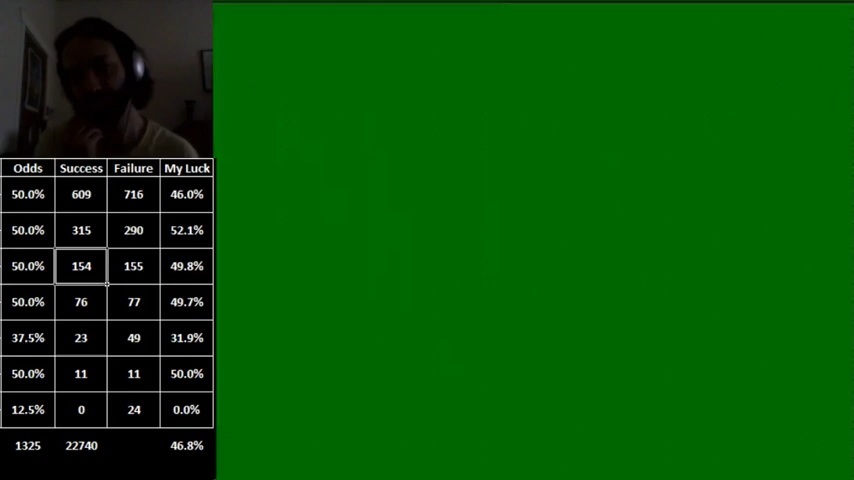 Odds Success Failure My Luck
50.0% 609 716 46.0%
50.0% 315 290 52.1%
50.0% 154 155 49.8%
50.0% 76 77 49.7%
37.5% 23 49 31.9%
50.0% 11 11 50.0%
12.5% 0 24 0.0%
1325 22740 46.8%